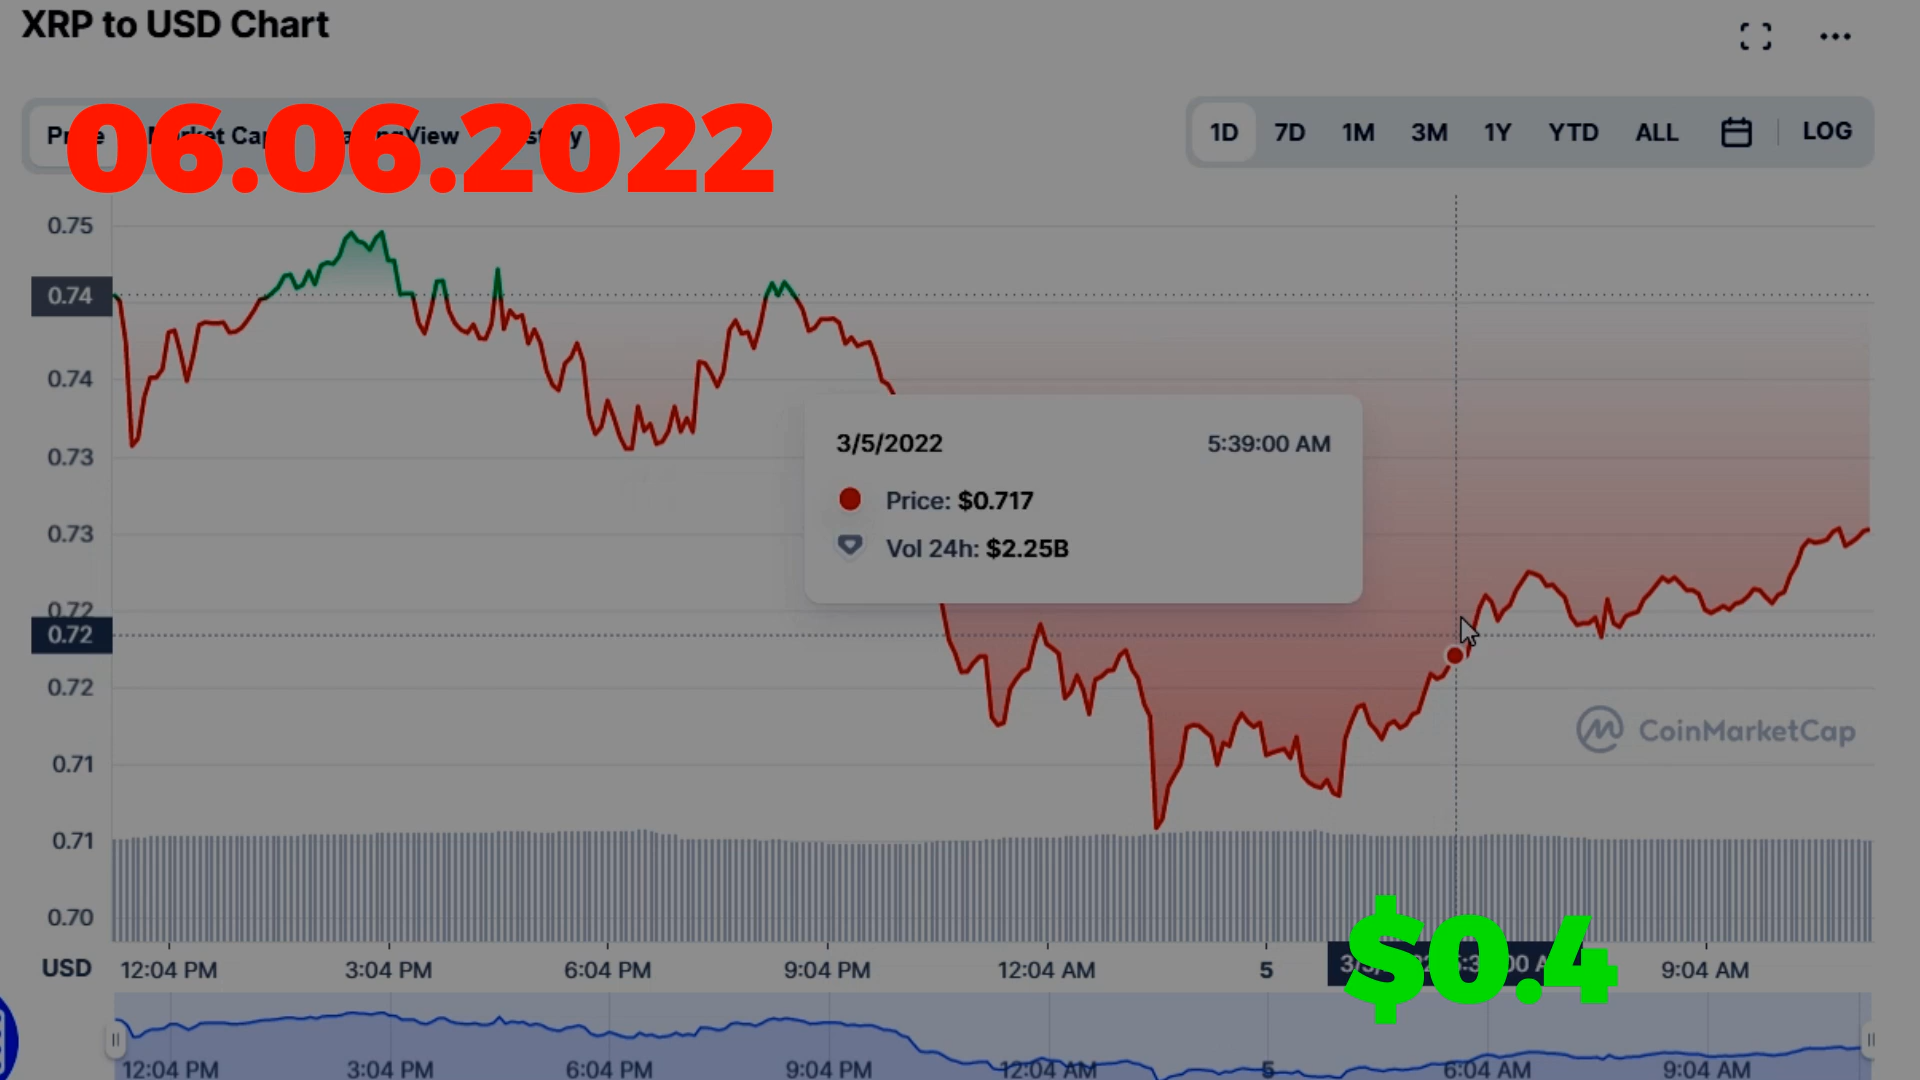 XRP to USD Chart
06.06.2022
1D 7D 1M 3M 1Y YTD ALL LOG
0.75
0.74
0.74
0.73
3/5/2022 5:39:00 AM
Price: $0.717
Vol 24h: $2.25B
0.73
0.72
0.72
0.72
CoinMarketCap
0.71
0.71
0.70
$0.4
USD 12:04 PM 3:04 PM 6:04 PM 9:04 PM 12:04 AM 5 9:04 AM
12:04 PM 3:04 PM 6:04 PM 9:04 PM 12:04 AM 5 6:04 AM 9:04 AM